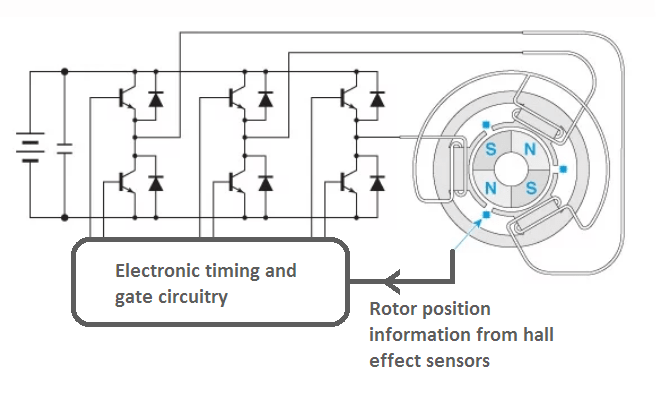 S N
N S
Electronic timing and
gate circuitry
Rotor position
information from hall
effect sensors